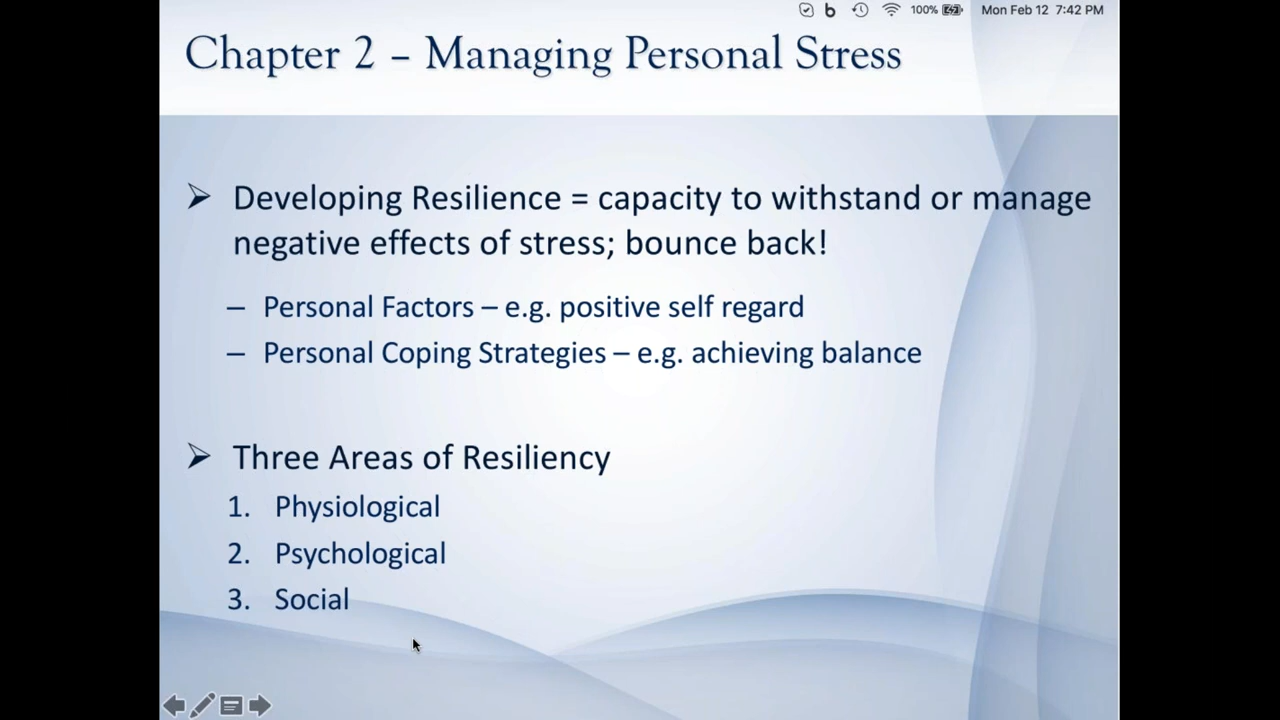 100% Mon Feb 12 7:42 PM
Chapter 2 – Managing Personal Stress
➢ Developing Resilience = capacity to withstand or manage
negative effects of stress; bounce back!
– Personal Factors – e.g. positive self regard
– Personal Coping Strategies – e.g. achieving balance
➢ Three Areas of Resiliency
1. Physiological
2. Psychological
3. Social